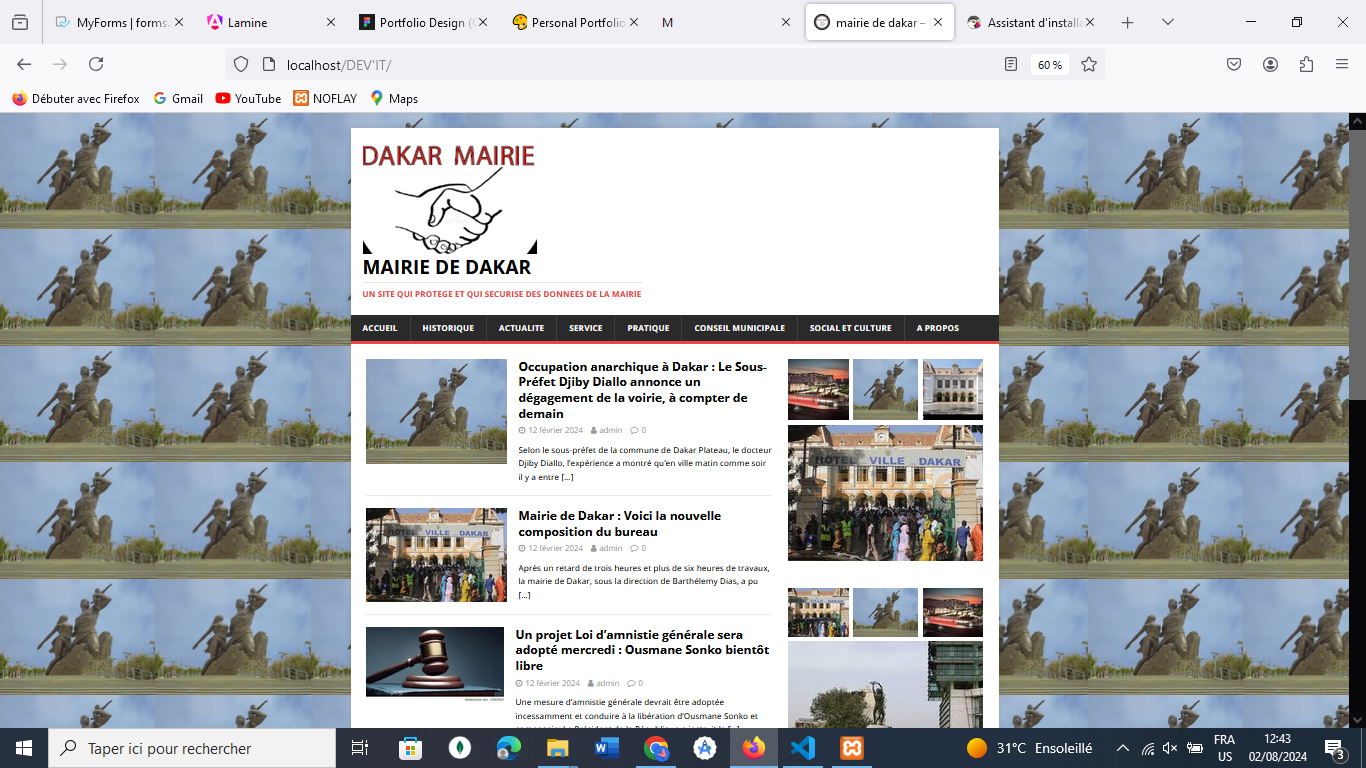 MyForms | forms.
Lamine
Portfolio Design (
Personal Portfolio
M
mairie de dakar –
Assistant d'installa
localhost/DEV'IT/
60 %
Débuter avec Firefox
Gmail
YouTube
NOFLAY
Maps
DAKAR MAIRIE
MAIRIE DE DAKAR
UN SITE QUI PROTEGE ET QUI SECURISE DES DONNEES DE LA MAIRIE
ACCUEIL
HISTORIQUE
ACTUALITE
SERVICE
PRATIQUE
CONSEIL MUNICIPALE
SOCIAL ET CULTURE
A PROPOS
Occupation anarchique à Dakar : Le Sous-
Préfet Djiby Diallo annonce un
dégagement de la voirie, à compter de
demain
12 février 2024 admin 0
Selon le sous-préfet de la commune de Dakar Plateau, le docteur
Djiby Diallo, l'expérience a montré qu'en ville matin comme soir
il y a entre [...]
HOTEL VILLE DAKAR
Mairie de Dakar : Voici la nouvelle
composition du bureau
12 février 2024 admin 0
Après un retard de trois heures et plus de six heures de travaux,
la mairie de Dakar, sous la direction de Barthélemy Dias, a pu
[...]
HOTEL VILLE DAKAR
Un projet Loi d'amnistie générale sera
adopté mercredi : Ousmane Sonko bientôt
libre
12 février 2024 admin 0
Une mesure d'amnistie générale devrait être adoptée
incessamment et conduire à la libération d'Ousmane Sonko et
Taper ici pour rechercher
31°C Ensoleillé
FRA
US
12:43
02/08/2024
3